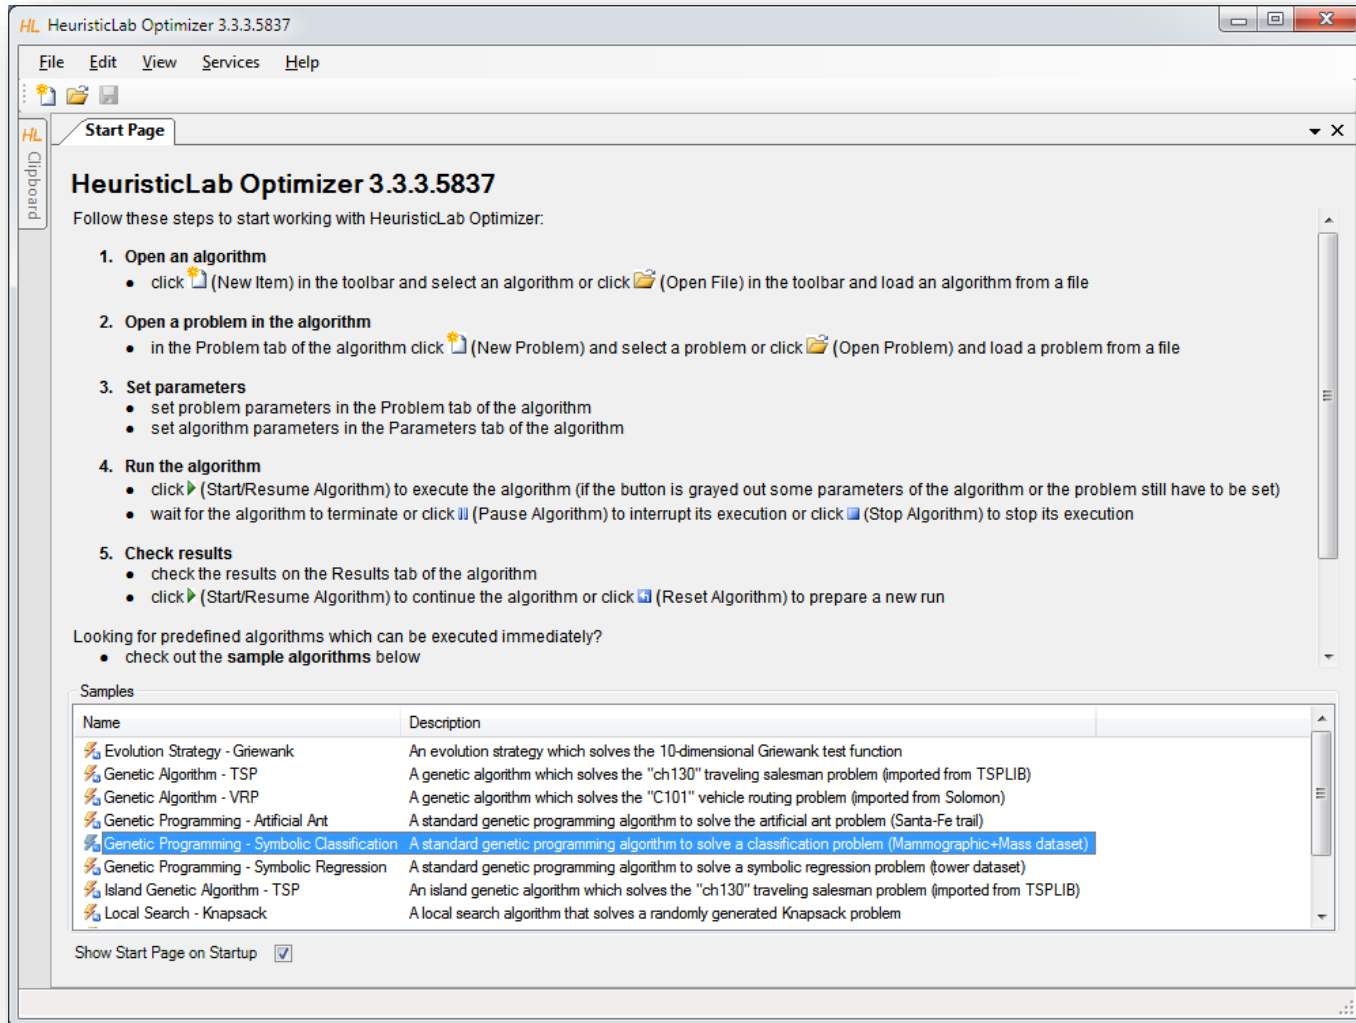 HL HeuristicLab Optimizer 3.3.3.5837
File Edit View Services Help
HL Clipboard
Start Page
HeuristicLab Optimizer 3.3.3.5837
Follow these steps to start working with HeuristicLab Optimizer:
1. Open an algorithm
• click (New Item) in the toolbar and select an algorithm or click (Open File) in the toolbar and load an algorithm from a file
2. Open a problem in the algorithm
• in the Problem tab of the algorithm click (New Problem) and select a problem or click (Open Problem) and load a problem from a file
3. Set parameters
• set problem parameters in the Problem tab of the algorithm
• set algorithm parameters in the Parameters tab of the algorithm
4. Run the algorithm
• click (Start/Resume Algorithm) to execute the algorithm (if the button is grayed out some parameters of the algorithm or the problem still have to be set)
• wait for the algorithm to terminate or click (Pause Algorithm) to interrupt its execution or click (Stop Algorithm) to stop its execution
5. Check results
• check the results on the Results tab of the algorithm
• click (Start/Resume Algorithm) to continue the algorithm or click (Reset Algorithm) to prepare a new run
Looking for predefined algorithms which can be executed immediately?
• check out the sample algorithms below
Samples
Name Description
Evolution Strategy - Griewank An evolution strategy which solves the 10-dimensional Griewank test function
Genetic Algorithm - TSP A genetic algorithm which solves the "ch130" traveling salesman problem (imported from TSPLIB)
Genetic Algorithm - VRP A genetic algorithm which solves the "C101" vehicle routing problem (imported from Solomon)
Genetic Programming - Artificial Ant A standard genetic programming algorithm to solve the artificial ant problem (Santa-Fe trail)
Genetic Programming - Symbolic Classification A standard genetic programming algorithm to solve a classification problem (Mammographic+Mass dataset)
Genetic Programming - Symbolic Regression A standard genetic programming algorithm to solve a symbolic regression problem (tower dataset)
Island Genetic Algorithm - TSP An island genetic algorithm which solves the "ch130" traveling salesman problem (imported from TSPLIB)
Local Search - Knapsack A local search algorithm that solves a randomly generated Knapsack problem
Show Start Page on Startup